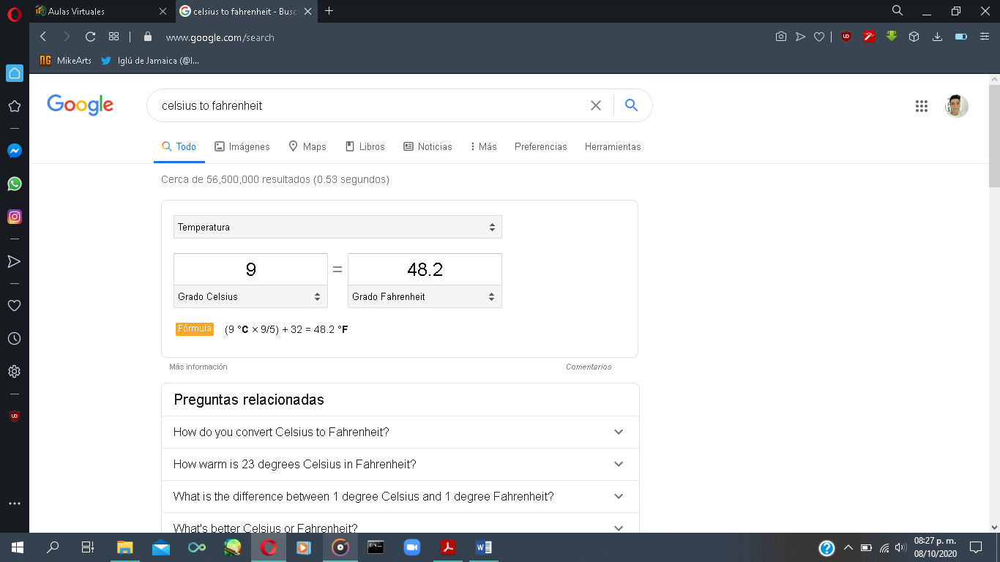 Aulas Virtuales
celsius to fahrenheit - Busc
www.google.com/search
NG MikeArts
Iglú de Jamaica (@I...
Google
celsius to fahrenheit
Todo Imágenes Maps Libros Noticias Más Preferencias Herramientas
Cerca de 56,500,000 resultados (0.53 segundos)
Temperatura
9 = 48.2
Grado Celsius Grado Fahrenheit
Fórmula (9 °C × 9/5) + 32 = 48.2 °F
Más información Comentarios
Preguntas relacionadas
How do you convert Celsius to Fahrenheit?
How warm is 23 degrees Celsius in Fahrenheit?
What is the difference between 1 degree Celsius and 1 degree Fahrenheit?
What's better Celsius or Fahrenheit?
08:27 p. m.
08/10/2020